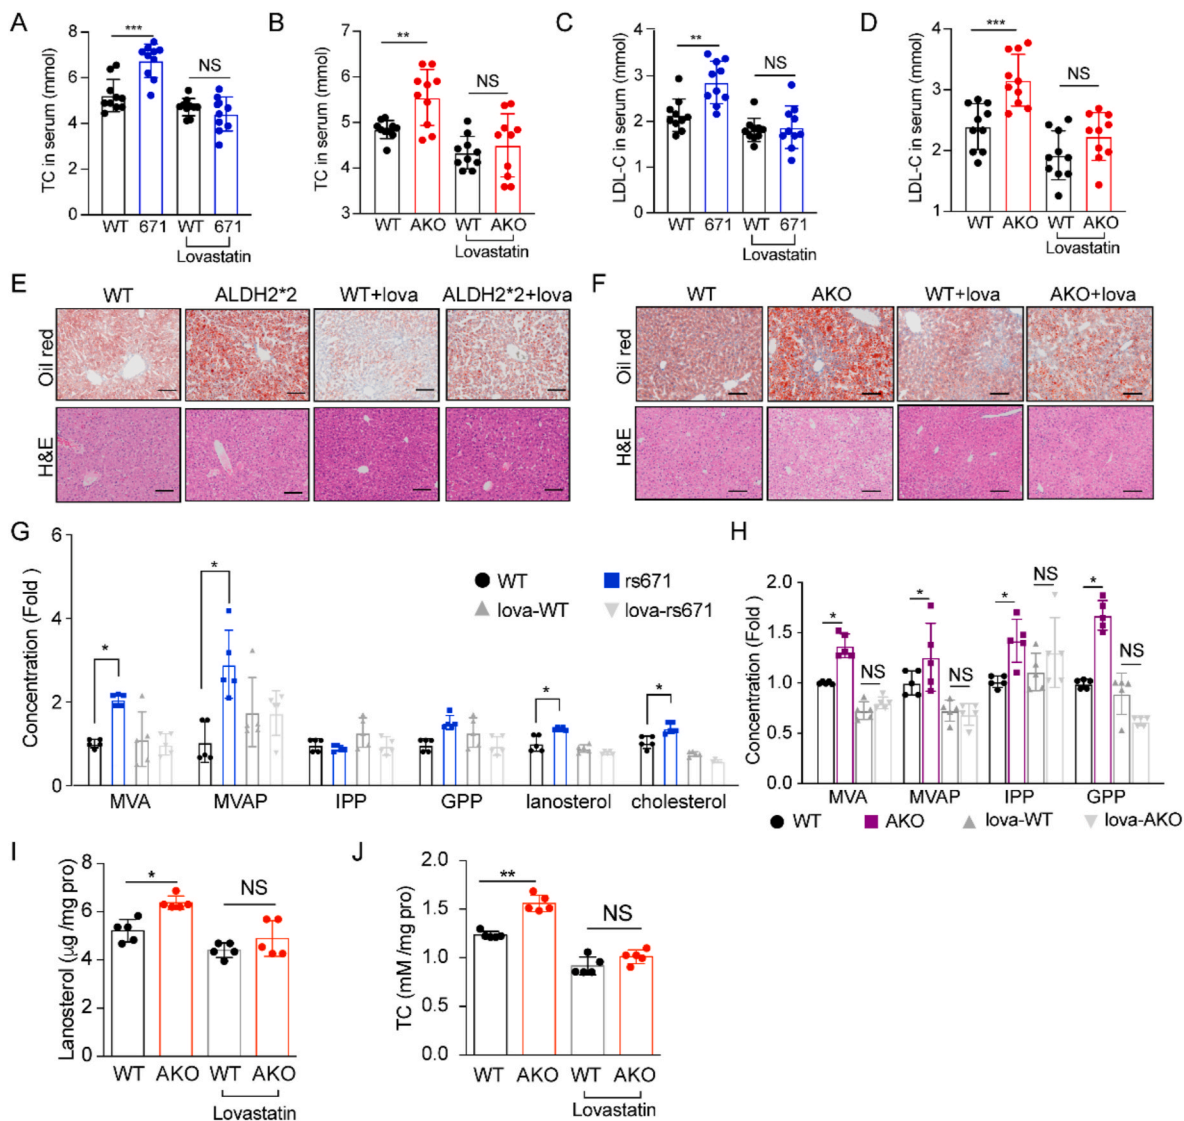 A
TC in serum (mmol)
8
6
4
2
0
***
NS
WT
671
WT
671
Lovastatin
B
TC in serum (mmol)
7
6
5
4
3
**
NS
WT
AKO
WT
AKO
Lovastatin
C
LDL-C in serum (mmol)
4
3
2
1
0
**
NS
WT
671
WT
671
Lovastatin
D
LDL-C in serum (mmol)
4
3
2
1
***
NS
WT
AKO
WT
AKO
Lovastatin
E
WT
ALDH2*2
WT+lova
ALDH2*2+lova
Oil red
H&E
F
WT
AKO
WT+lova
AKO+lova
Oil red
H&E
G
Concentration (Fold )
6
4
2
0
*
*
*
*
WT
rs671
lova-WT
lova-rs671
MVA
MVAP
IPP
GPP
lanosterol
cholesterol
H
Concentration (Fold)
2.0
1.5
1.0
0.5
0.0
*
NS
*
NS
*
NS
*
NS
MVA
MVAP
IPP
GPP
WT
AKO
lova-WT
lova-AKO
I
Lanosterol (μg /mg pro)
8
6
4
2
0
*
NS
WT
AKO
WT
AKO
Lovastatin
J
TC (mM /mg pro)
2.0
1.5
1.0
0.5
0.0
**
NS
WT
AKO
WT
AKO
Lovastatin